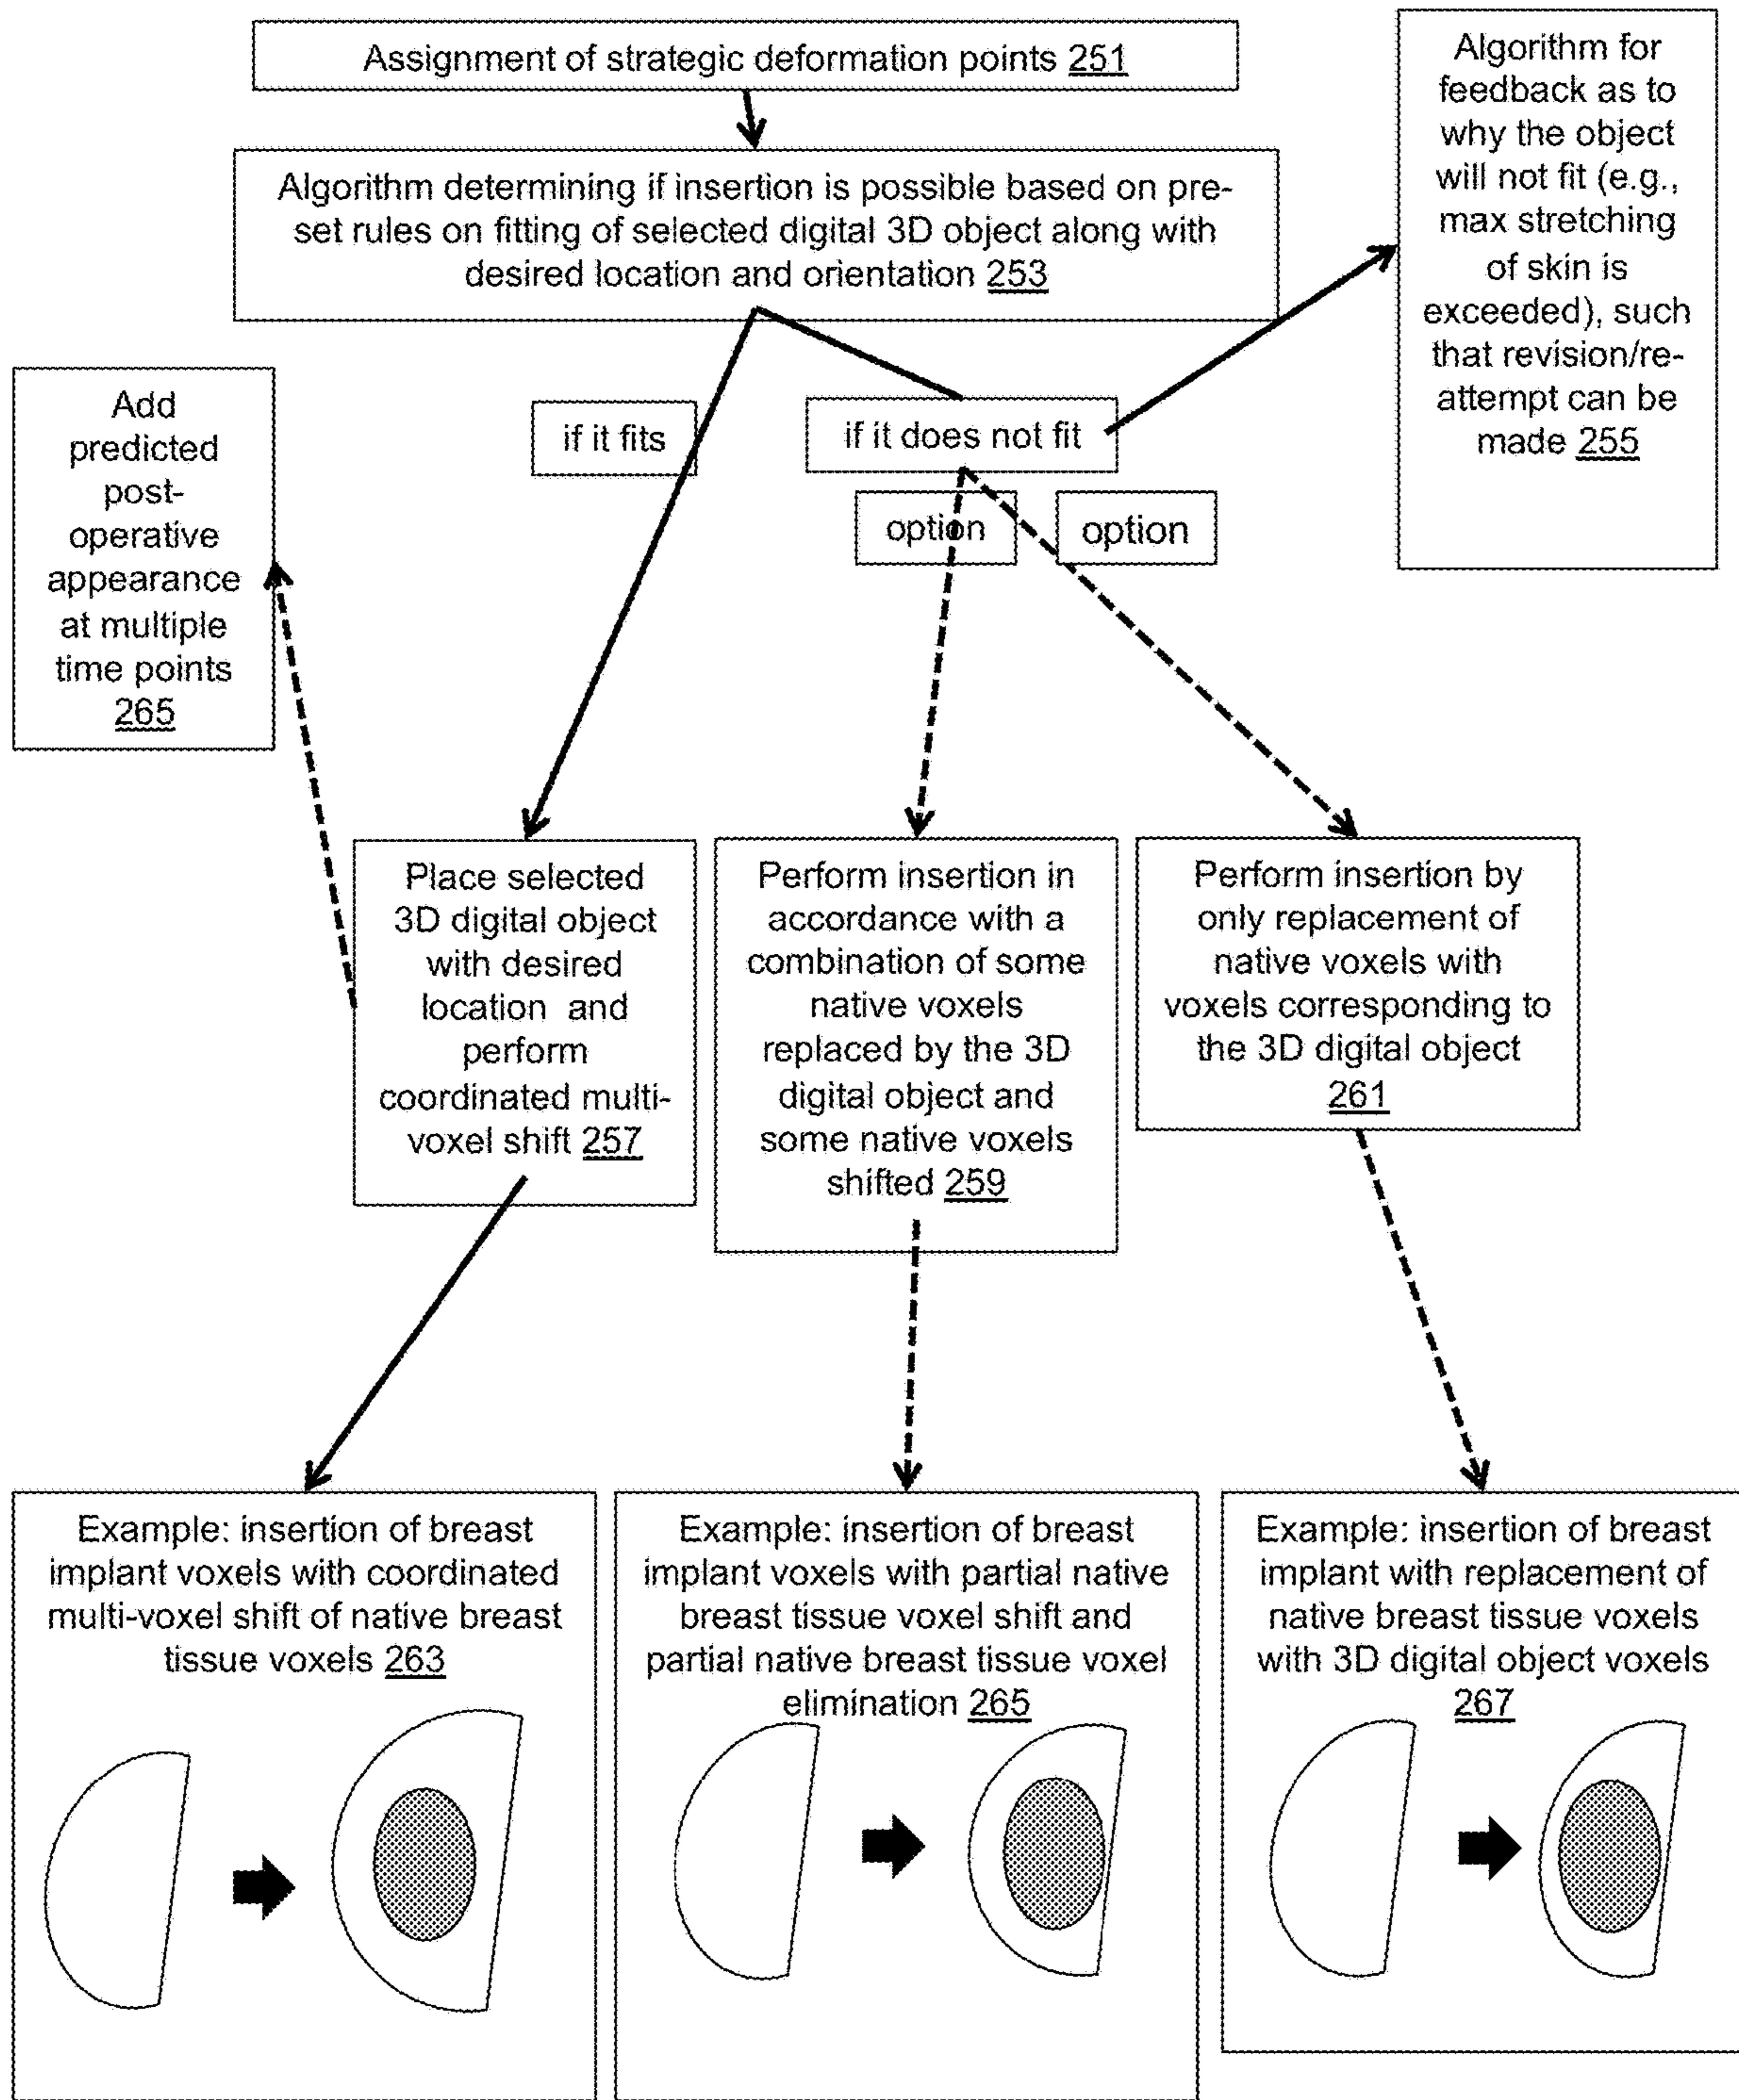 Assignment of strategic deformation points 251
Algorithm determining if insertion is possible based on pre-
set rules on fitting of selected digital 3D object along with
desired location and orientation 253
Algorithm for
feedback as to
why the object
will not fit (e.g.,
max stretching
of skin is
exceeded), such
that revision/re-
attempt can be
made 255
Add
predicted
post-
operative
appearance
at multiple
time points
265
if it fits
if it does not fit
option
option
Place selected
3D digital object
with desired
location and
perform
coordinated multi-
voxel shift 257
Perform insertion in
accordance with a
combination of some
native voxels
replaced by the 3D
digital object and
some native voxels
shifted 259
Perform insertion by
only replacement of
native voxels with
voxels corresponding to
the 3D digital object
261
Example: insertion of breast
implant voxels with coordinated
multi-voxel shift of native breast
tissue voxels 263
Example: insertion of breast
implant voxels with partial native
breast tissue voxel shift and
partial native breast tissue voxel
elimination 265
Example: insertion of breast
implant with replacement of
native breast tissue voxels
with 3D digital object voxels
267